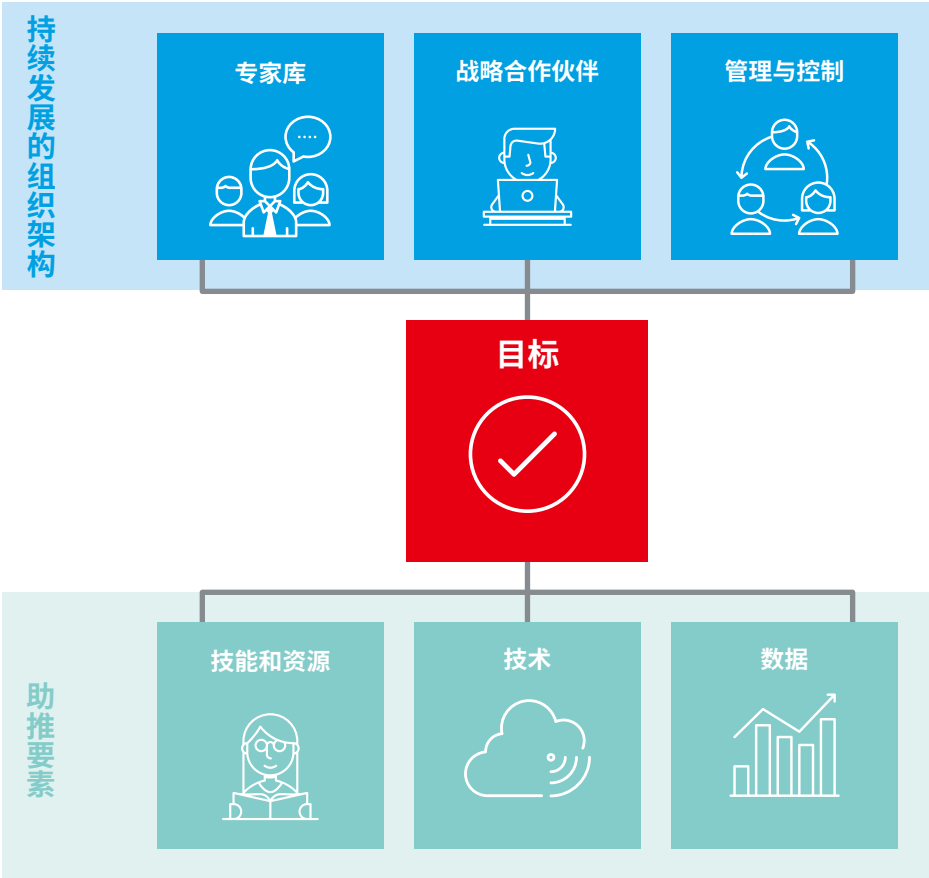 持续发展的组织架构
专家库
战略合作伙伴
管理与控制
目标
助推要素
技能和资源
技术
数据